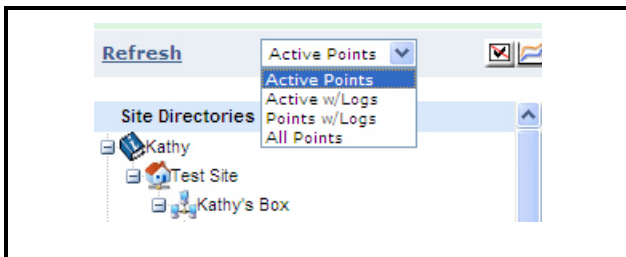 Refresh Active Points
Active Points
Active w/Logs
Site Directories Points w/Logs
All Points
Kathy
Test Site
Kathy's Box